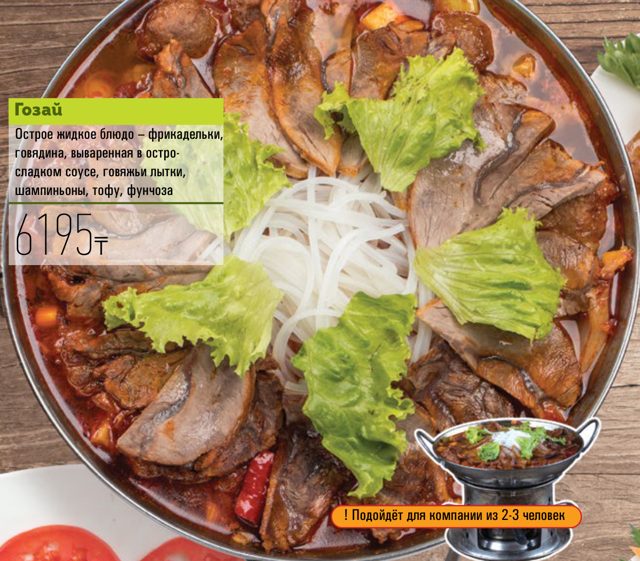 Гозай
Острое жидкое блюдо – фрикадельки,
говядина, вываренная в остро-
сладком соусе, говяжьи лытки,
шампиньоны, тофу, фунчоза
6195₸
! Подойдёт для компании из 2-3 человек